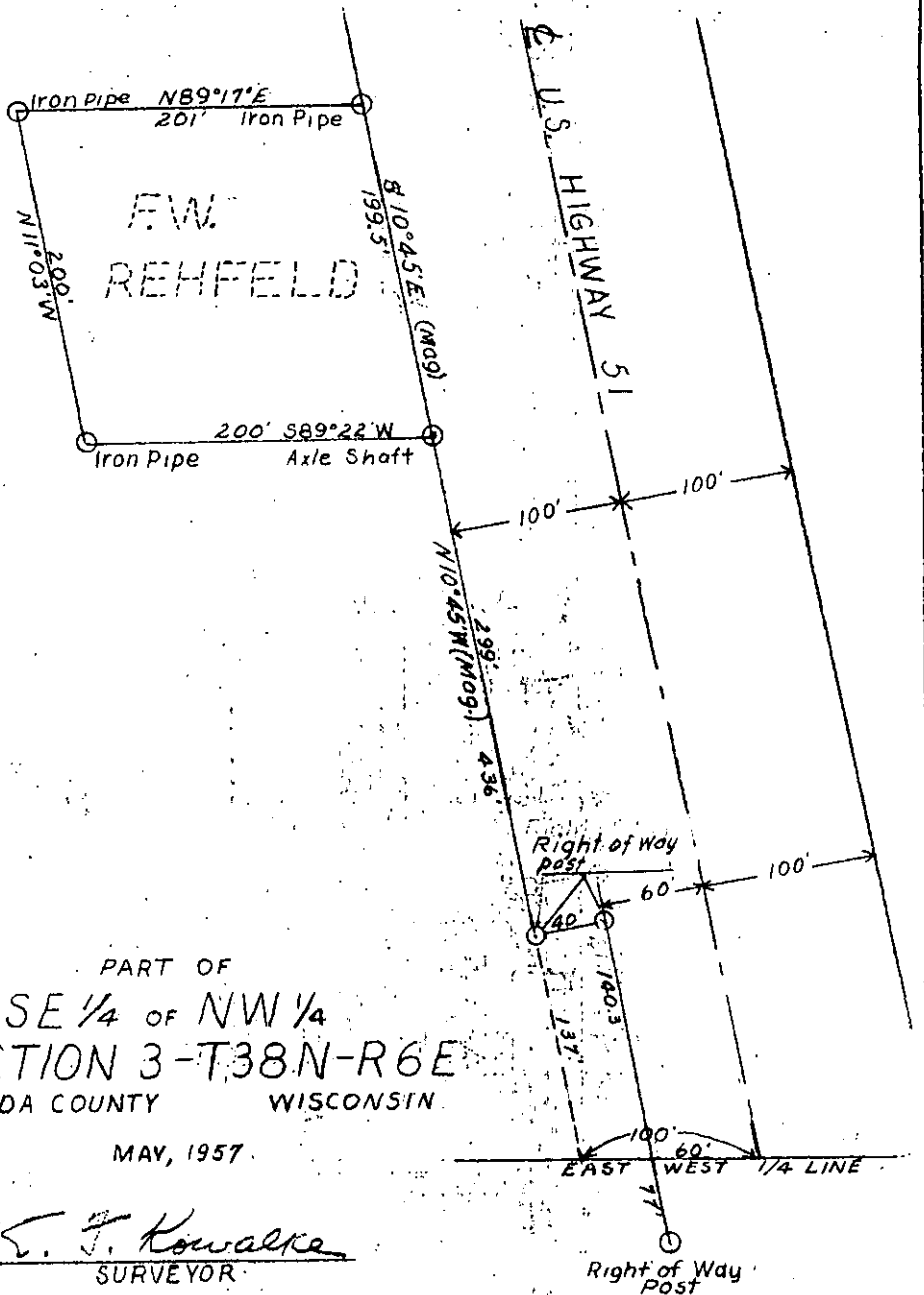 ℄ U.S. HIGHWAY 51
Iron Pipe N89°17'E
201' Iron Pipe
F.W.
REHFELD
N11°03'W
200'
S 10°45'E (Mag)
199.5'
200' S89°22'W
Iron Pipe Axle Shaft
100' 100'
N10°45'W (Mag.) 436'
299'
Right of Way
post
60' 100'
40'
140.3'
137'
PART OF
SE 1/4 OF NW 1/4
CTION 3-T38N-R6E
DA COUNTY WISCONSIN
MAY, 1957.
100'
60'
EAST WEST 1/4 LINE
E. J. Kowalke
SURVEYOR
Right of Way
Post